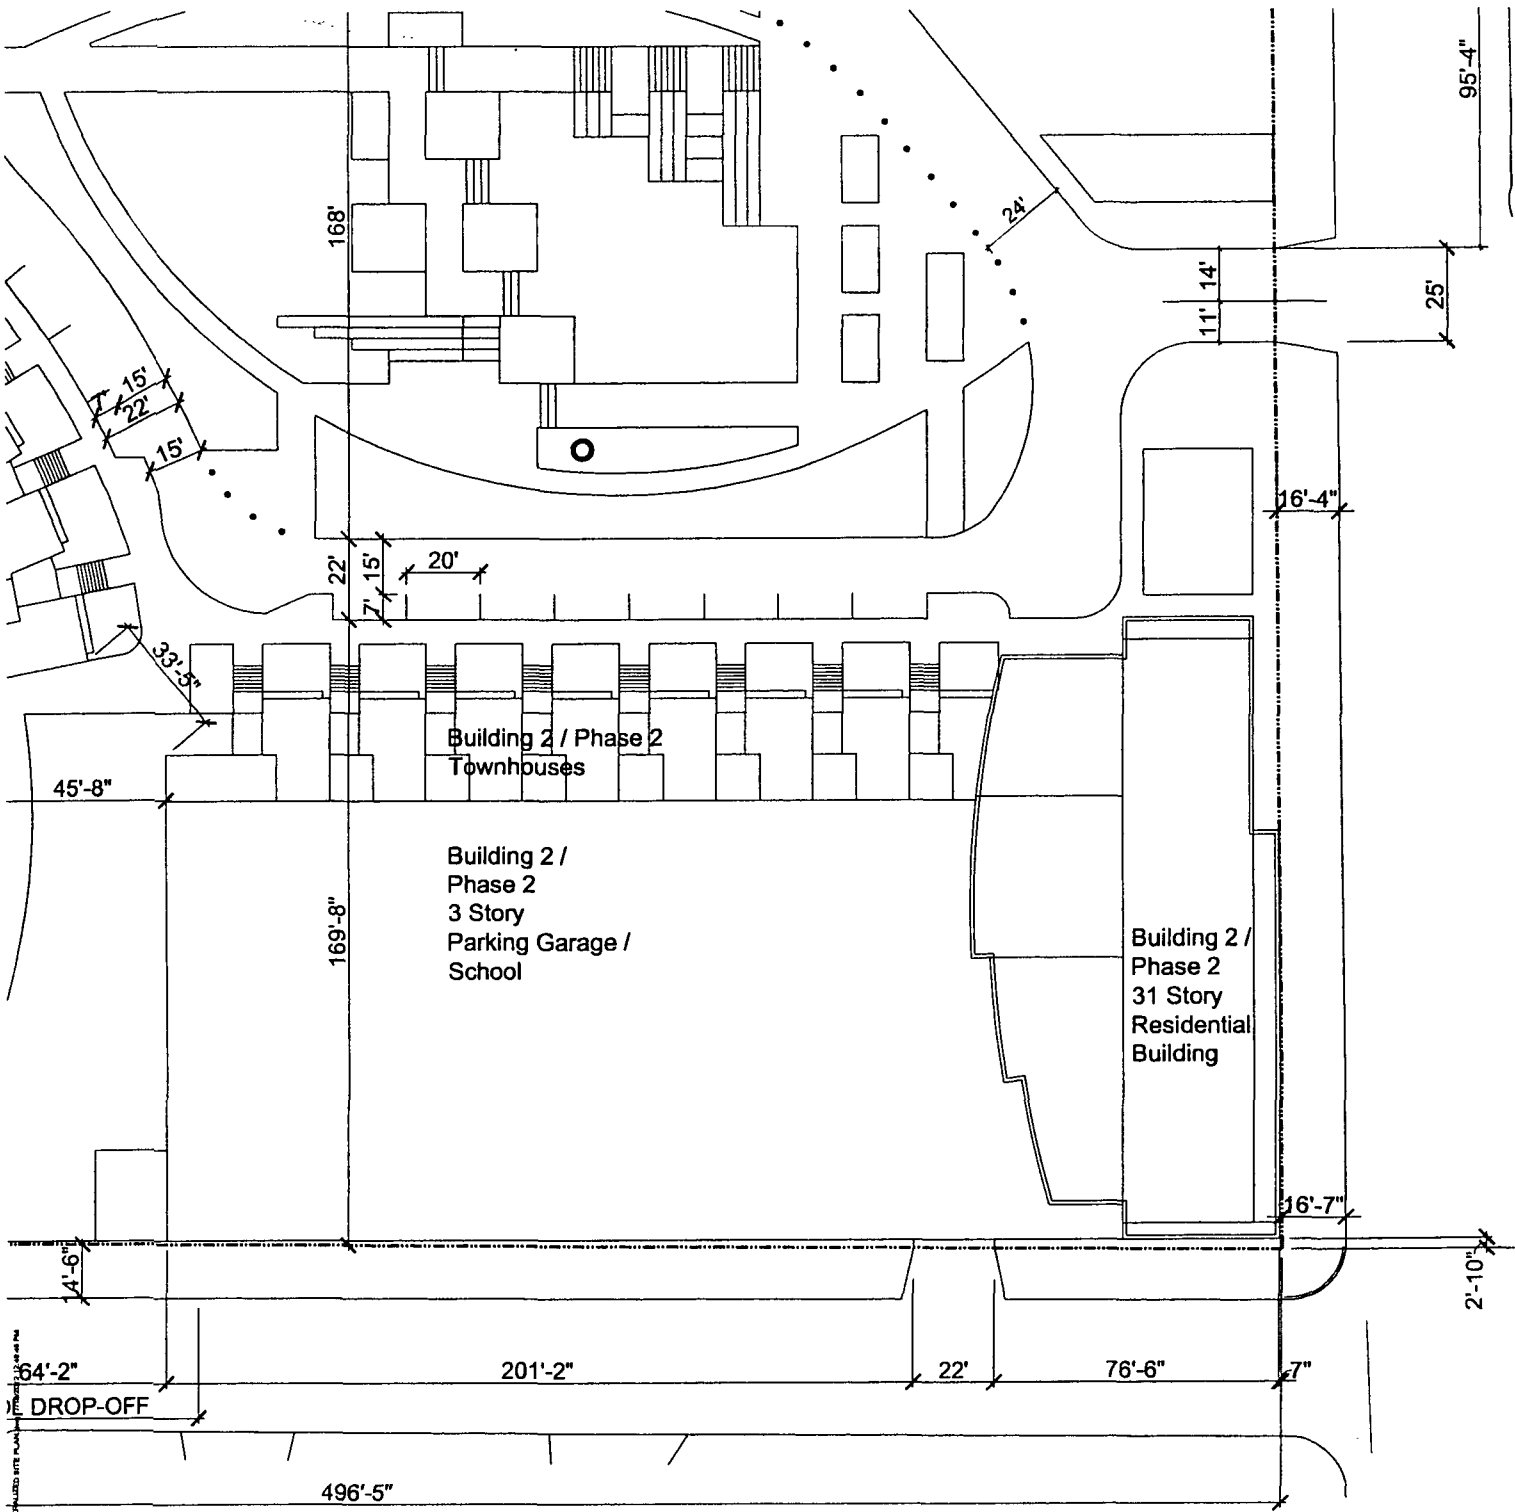 95'-4"
168'
24'
14'
25'
11'
15'
7'
22'
15'
16'-4"
22'
15'
20'
7'
33'-5"
Building 2 / Phase 2
Townhouses
45'-8"
Building 2 /
Phase 2
3 Story
Parking Garage /
School
169'-8"
Building 2 /
Phase 2
31 Story
Residential
Building
16'-7"
14'-6"
2'-10"
64'-2"
201'-2"
22'
76'-6"
7"
DROP-OFF
496'-5"